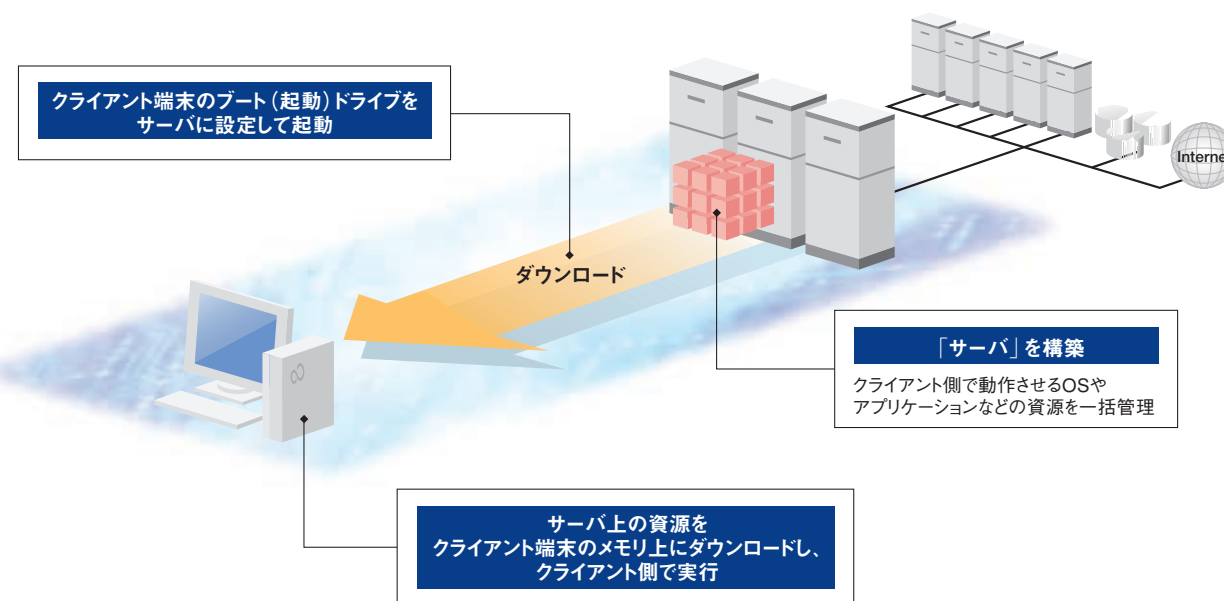 クライアント端末のブート（起動）ドライブを
サーバに設定して起動
Interne
ダウンロード
「サーバ」を構築
クライアント側で動作させるOSや
アプリケーションなどの資源を一括管理
サーバ上の資源を
クライアント端末のメモリ上にダウンロードし、
クライアント側で実行